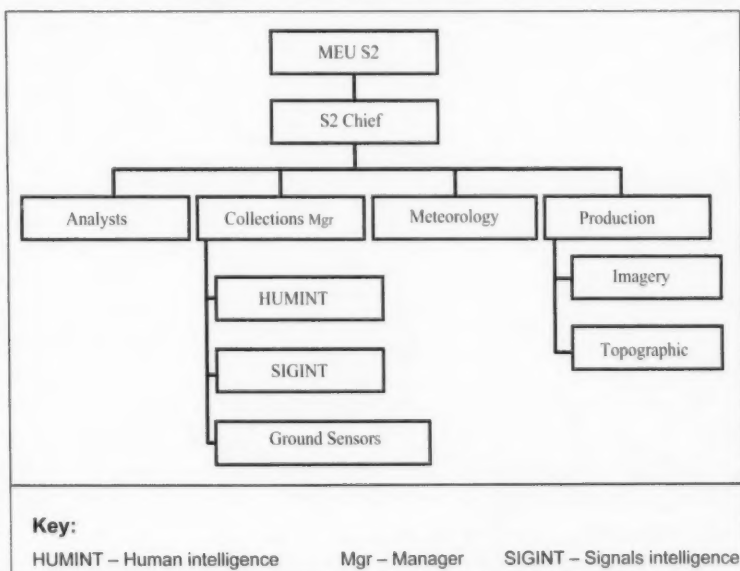 MEU S2
S2 Chief
Analysts
Collections Mgr
Meteorology
Production
HUMINT
SIGINT
Ground Sensors
Imagery
Topographic
Key:
HUMINT – Human intelligence Mgr – Manager SIGINT – Signals intelligence